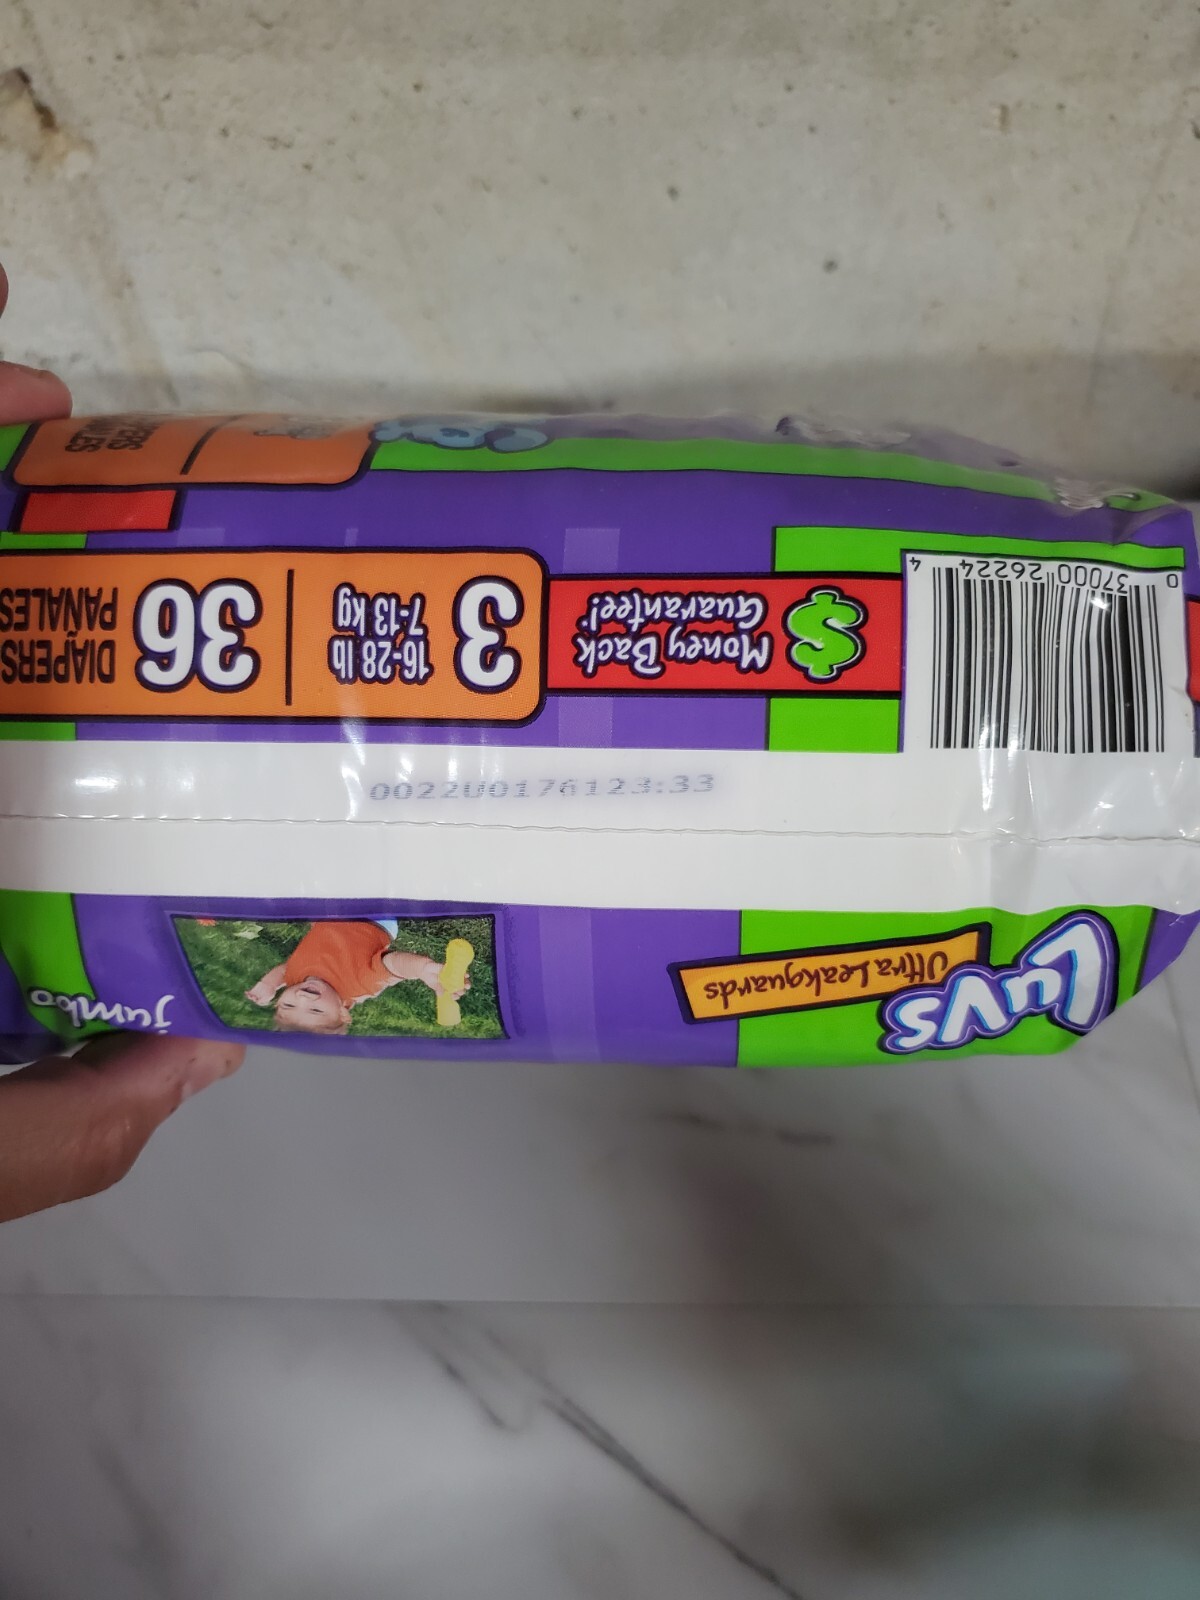 Luvs
Ultra Leakguards
jumbo
0022U0176123:33
0 37000 26224 4
$
Money Back
Guarantee!
3
16-28 lb
7-13 kg
36
DIAPERS
PAÑALES